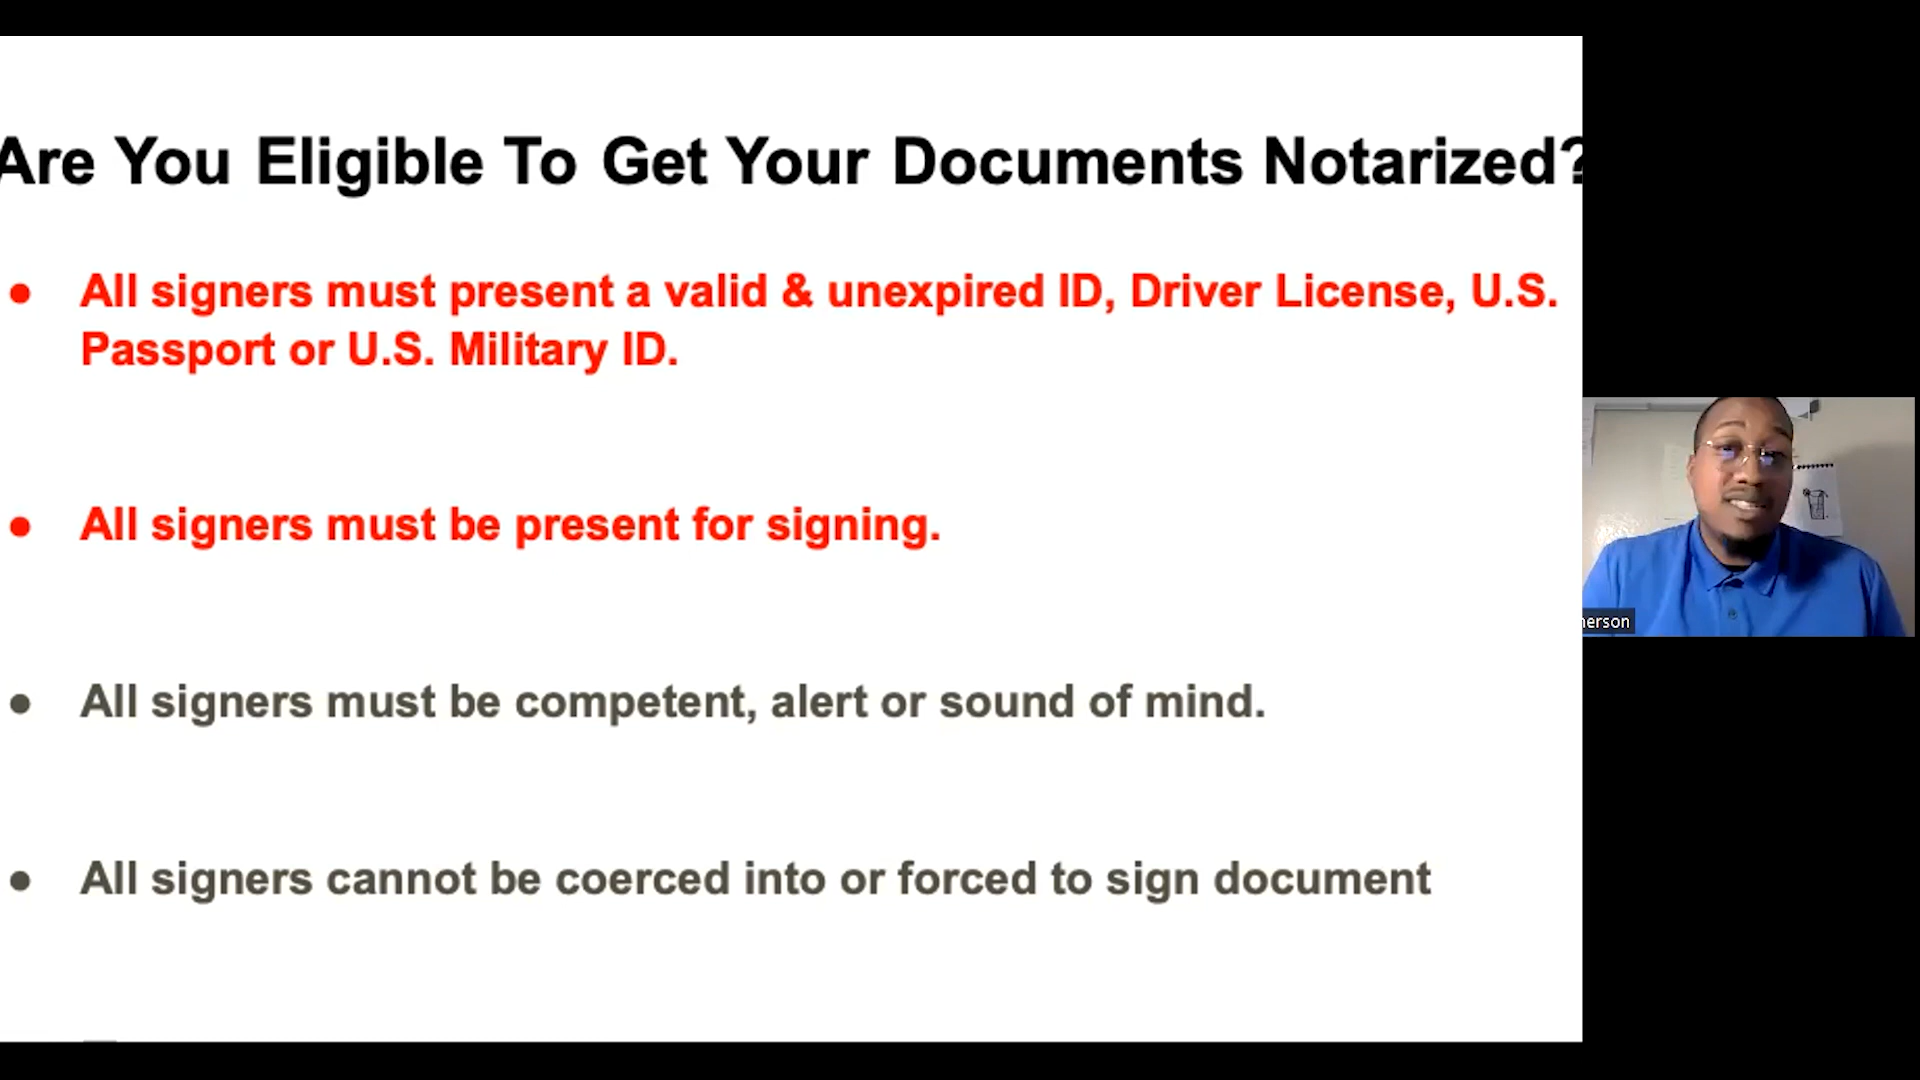 Are You Eligible To Get Your Documents Notarized?
● All signers must present a valid & unexpired ID, Driver License, U.S.
Passport or U.S. Military ID.
● All signers must be present for signing.
● All signers must be competent, alert or sound of mind.
● All signers cannot be coerced into or forced to sign document